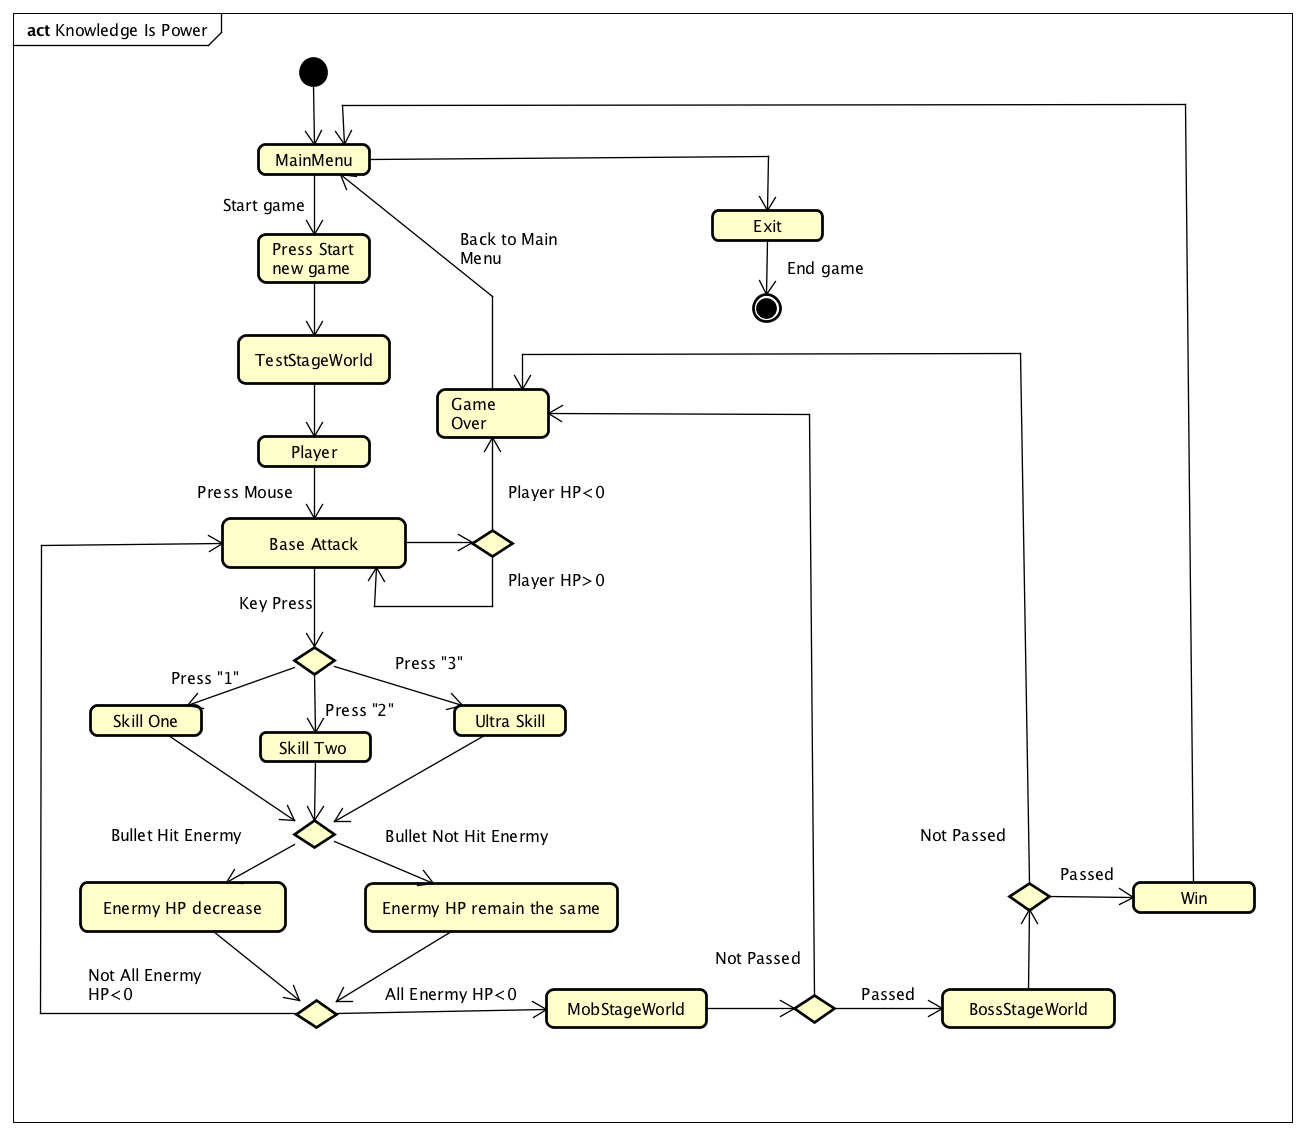 act Knowledge Is Power
MainMenu
Start game
Press Start
new game
Back to Main
Menu
Exit
End game
TestStageWorld
Game
Over
Player
Press Mouse
Player HP<0
Base Attack
Player HP>0
Key Press
Press "1"
Press "3"
Press "2"
Skill One
Skill Two
Ultra Skill
Bullet Hit Enermy
Bullet Not Hit Enermy
Not Passed
Passed
Enermy HP decrease
Enermy HP remain the same
Win
Not Passed
Not All Enermy
HP<0
All Enermy HP<0
Passed
MobStageWorld
BossStageWorld